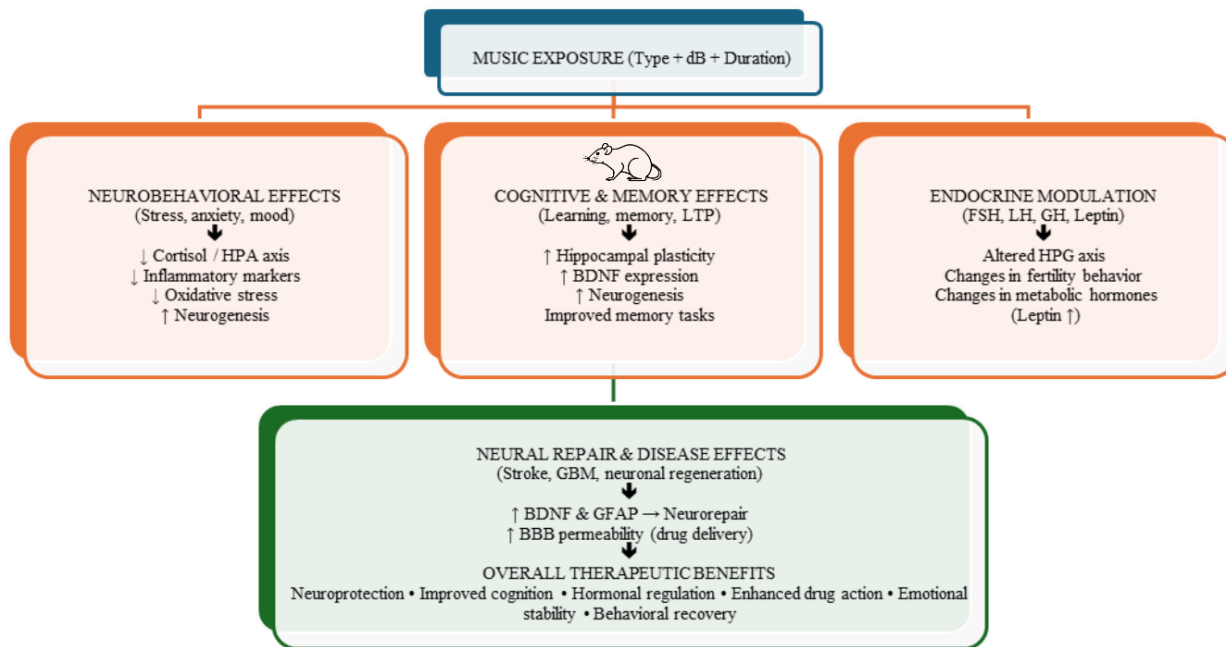 MUSIC EXPOSURE (Type + dB + Duration)
NEUROBEHAVIORAL EFFECTS
(Stress, anxiety, mood)
↓ Cortisol / HPA axis
↓ Inflammatory markers
↓ Oxidative stress
↑ Neurogenesis
COGNITIVE & MEMORY EFFECTS
(Learning, memory, LTP)
↑ Hippocampal plasticity
↑ BDNF expression
↑ Neurogenesis
Improved memory tasks
ENDOCRINE MODULATION
(FSH, LH, GH, Leptin)
Altered HPG axis
Changes in fertility behavior
Changes in metabolic hormones
(Leptin ↑)
NEURAL REPAIR & DISEASE EFFECTS
(Stroke, GBM, neuronal regeneration)
↑ BDNF & GFAP → Neurorepair
↑ BBB permeability (drug delivery)
OVERALL THERAPEUTIC BENEFITS
Neuroprotection • Improved cognition • Hormonal regulation • Enhanced drug action • Emotional
stability • Behavioral recovery